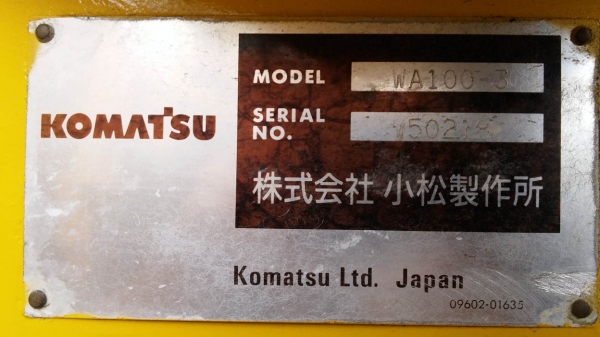 KOMATSU
MODEL WA100-3
SERIAL NO.
株式会社 小松製作所
Komatsu Ltd. Japan
09602-01635